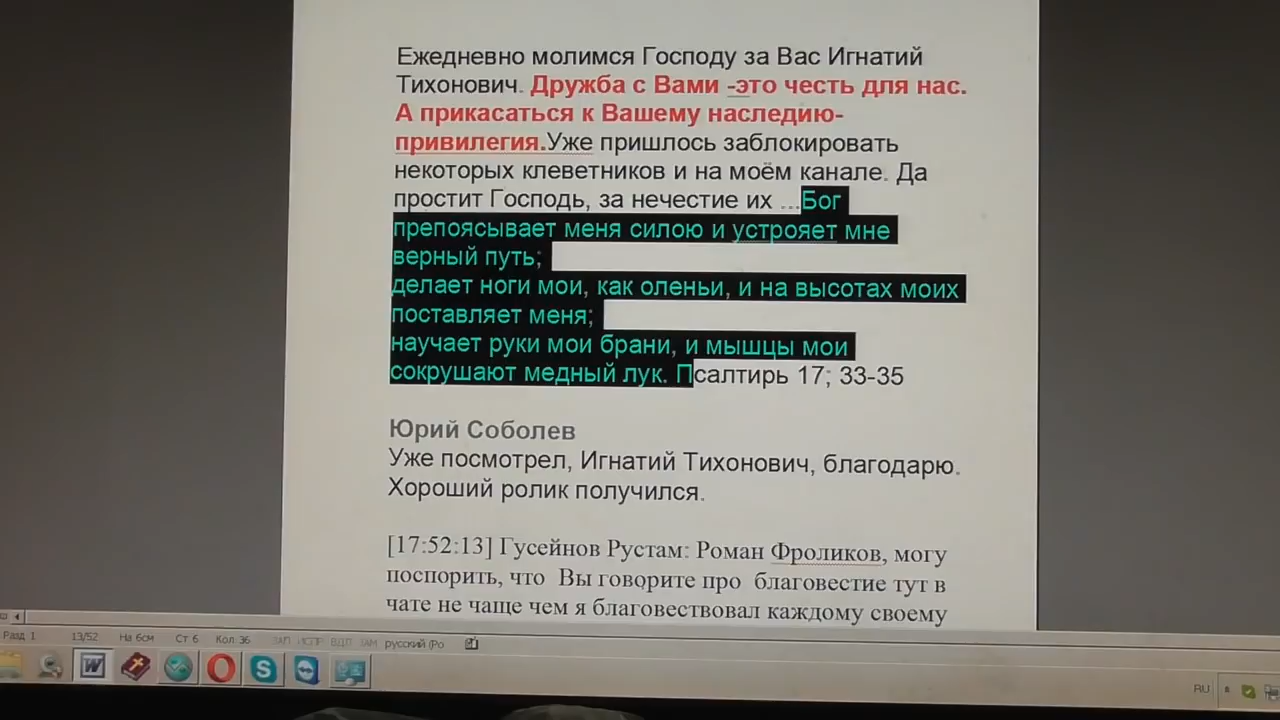 Ежедневно молимся Господу за Вас Игнатий
Тихонович. Дружба с Вами -это честь для нас.
А прикасаться к Вашему наследию-
привилегия.Уже пришлось заблокировать
некоторых клеветников и на моём канале. Да
простит Господь, за нечестие их ...Бог
препоясывает меня силою и устрояет мне
верный путь;
делает ноги мои, как оленьи, и на высотах моих
поставляет меня;
научает руки мои брани, и мышцы мои
сокрушают медный лук. Псалтирь 17; 33-35
Юрий Соболев
Уже посмотрел, Игнатий Тихонович, благодарю.
Хороший ролик получился.
[17:52:13] Гусейнов Рустам: Роман Фроликов, могу
поспорить, что Вы говорите про благовестие тут в
чате не чаще чем я благовествовал каждому своему
Разд 1 13/52 На 6см Ст 6 Кол 36 ЗАП ИСПР ВДЛ ЗАМ русский (Ро
RU